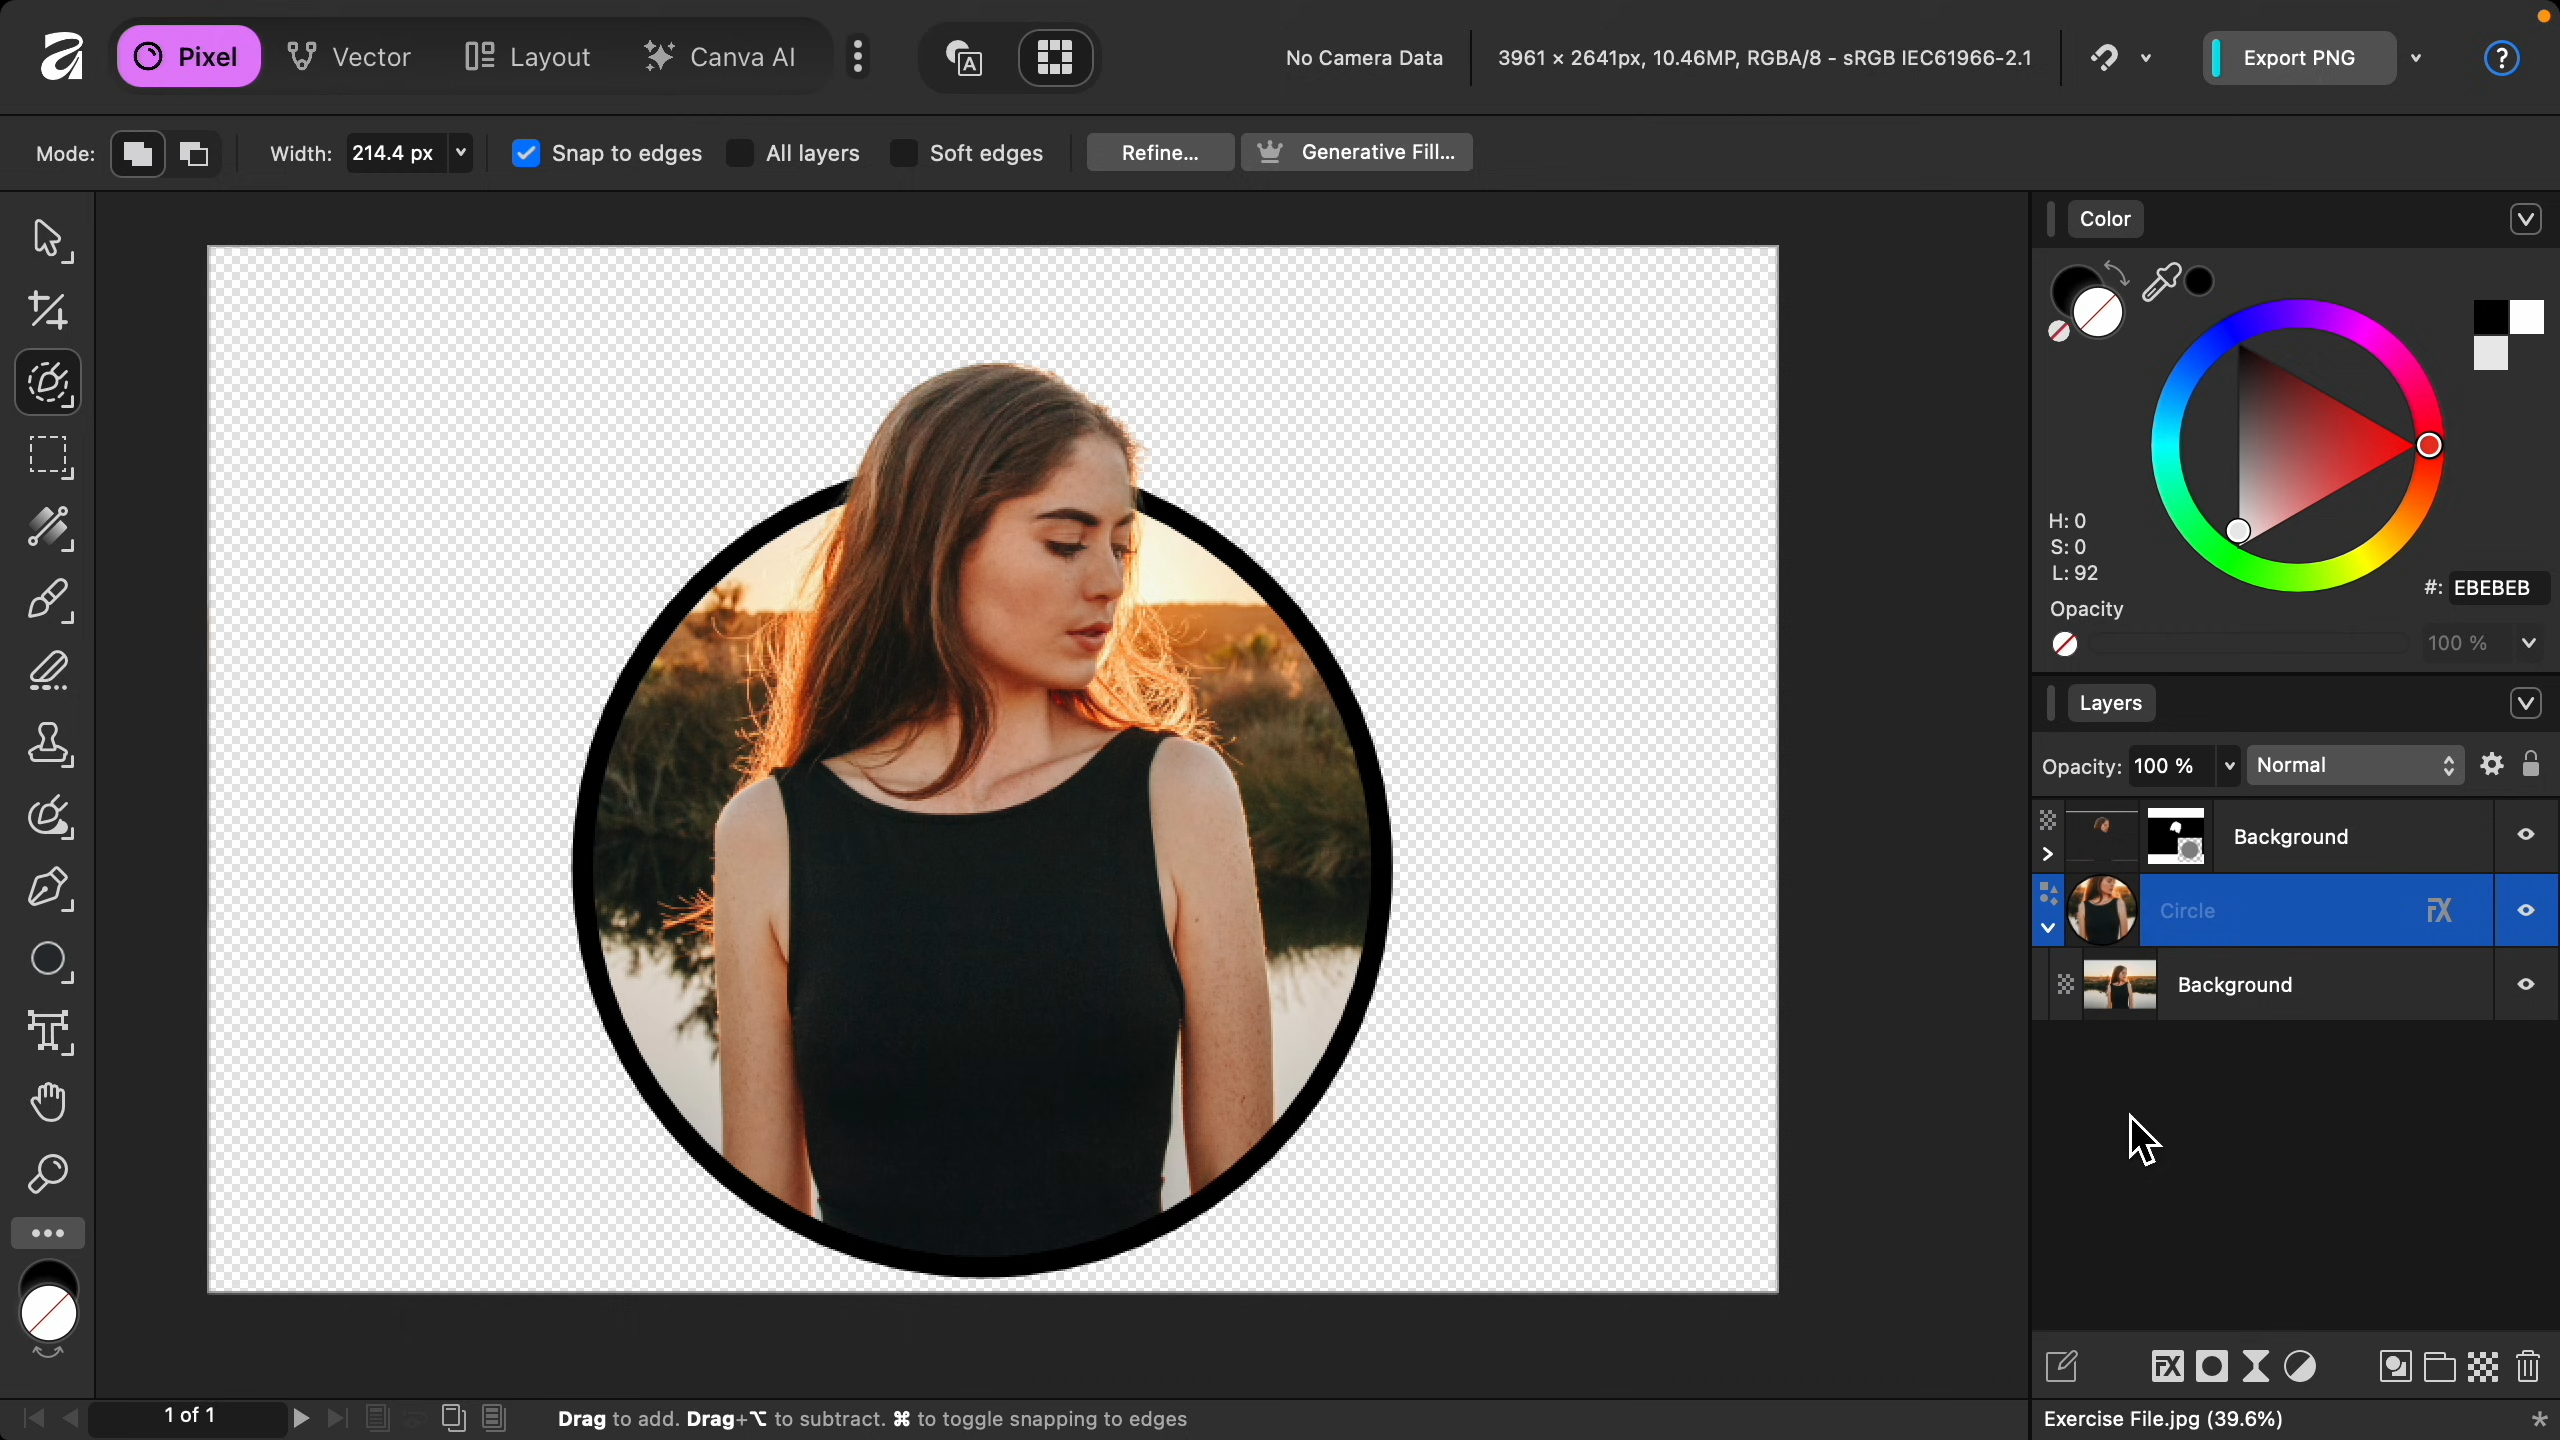 Pixel Vector Layout Canva AI
No Camera Data 3961 × 2641px, 10.46MP, RGBA/8 - sRGB IEC61966-2.1 Export PNG ?
Mode: Width: 214.4 px Snap to edges All layers Soft edges Refine... Generative Fill...
Color
H: 0
S: 0
L: 92
#: EBEBEB
Opacity
100 %
Layers
Opacity: 100 % Normal
Background
Circle FX
Background
FX
1 of 1 Drag to add. Drag+⌥ to subtract. ⌘ to toggle snapping to edges
Exercise File.jpg (39.6%) *